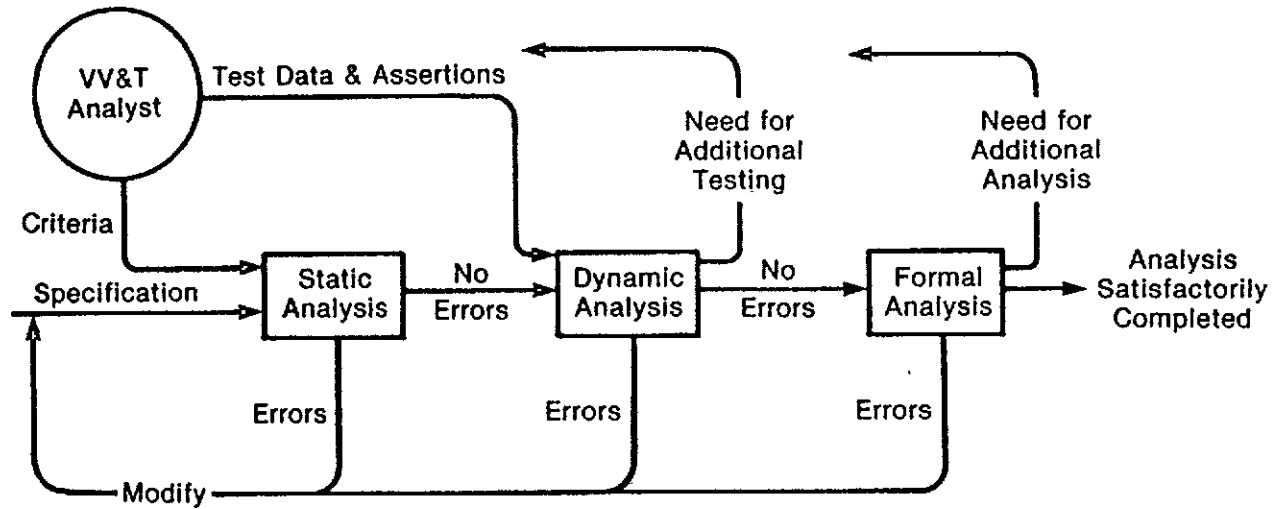 VV&T
Analyst
Test Data & Assertions
Need for
Additional
Testing
Need for
Additional
Analysis
Criteria
Specification
Static
Analysis
No
Errors
Dynamic
Analysis
No
Errors
Formal
Analysis
Analysis
Satisfactorily
Completed
Errors
Errors
Errors
Modify